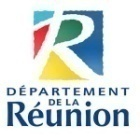 R
DÉPARTEMENT
DE LA
Réunion